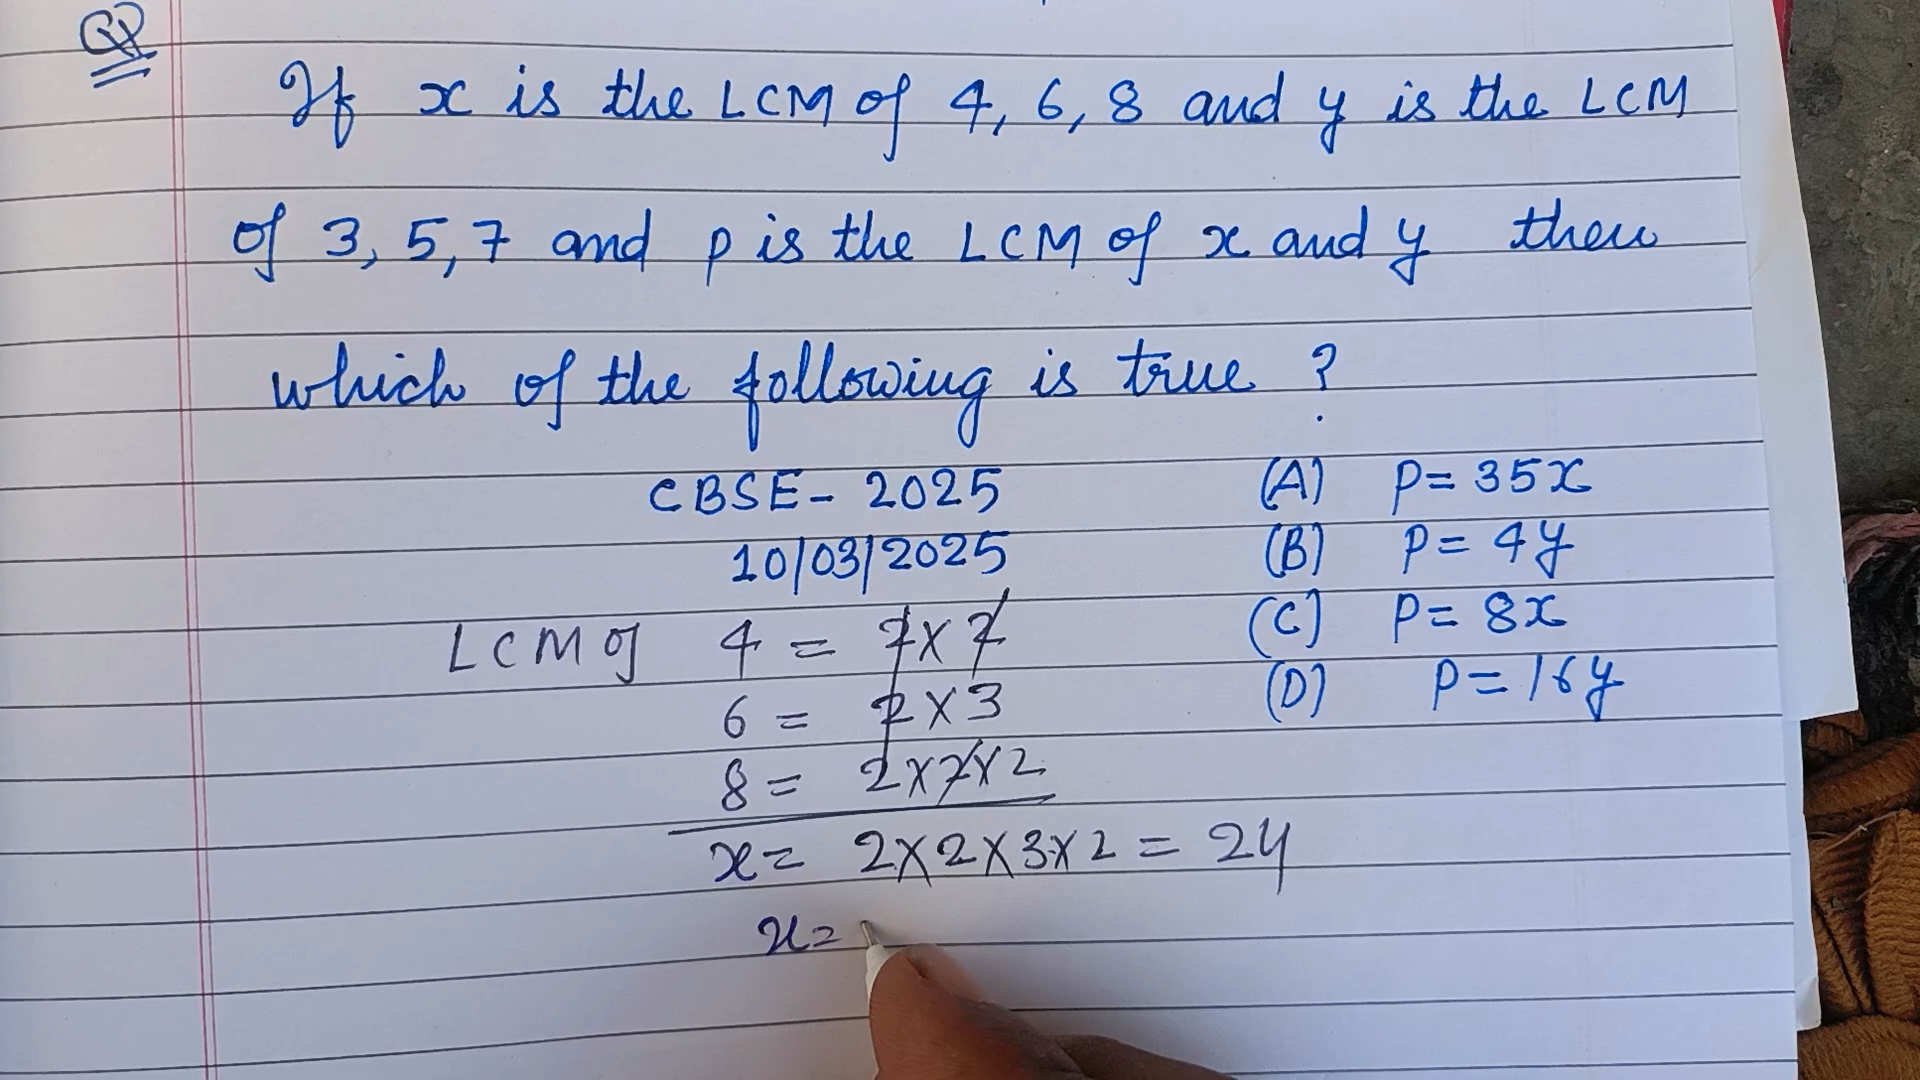 Q
If x is the LCM of 4, 6, 8 and y is the LCM
of 3, 5, 7 and p is the LCM of x and y then
which of the following is true ?
CBSE - 2025
10/03/2025
(A) P = 35x
(B) P = 4y
(C) P = 8x
(D) P = 16y
LCM of 4 = 2 x 2
6 = 2 x 3
8 = 2 x 2 x 2
x = 2 x 2 x 3 x 2 = 24
x =